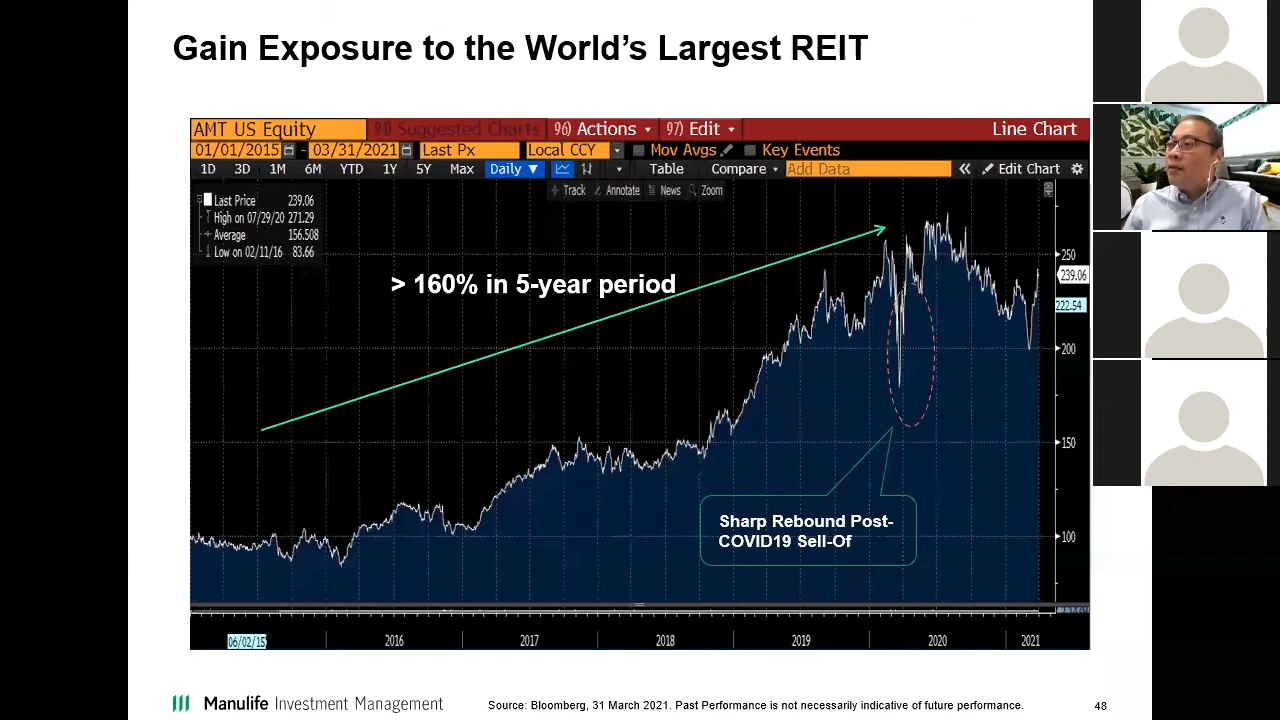 Gain Exposure to the World's Largest REIT
AMT US Equity
94) Suggested Charts
96) Actions
97) Edit
Line Chart
01/01/2015 - 03/31/2021
Last Px
Local CCY
Mov Avgs
Key Events
1D 3D 1M 6M YTD 1Y 5Y Max Daily ▼
Table
Compare
Add Data
« Edit Chart
Track Annotate News Zoom
Last Price 239.06
High on 07/29/20 271.29
Average 156.508
Low on 02/11/16 83.66
> 160% in 5-year period
250
239.06
222.54
200
150
100
Sharp Rebound Post-
COVID19 Sell-Of
06/02/15
2016 2017 2018 2019 2020 2021
Manulife Investment Management
Source: Bloomberg, 31 March 2021. Past Performance is not necessarily indicative of future performance.
48